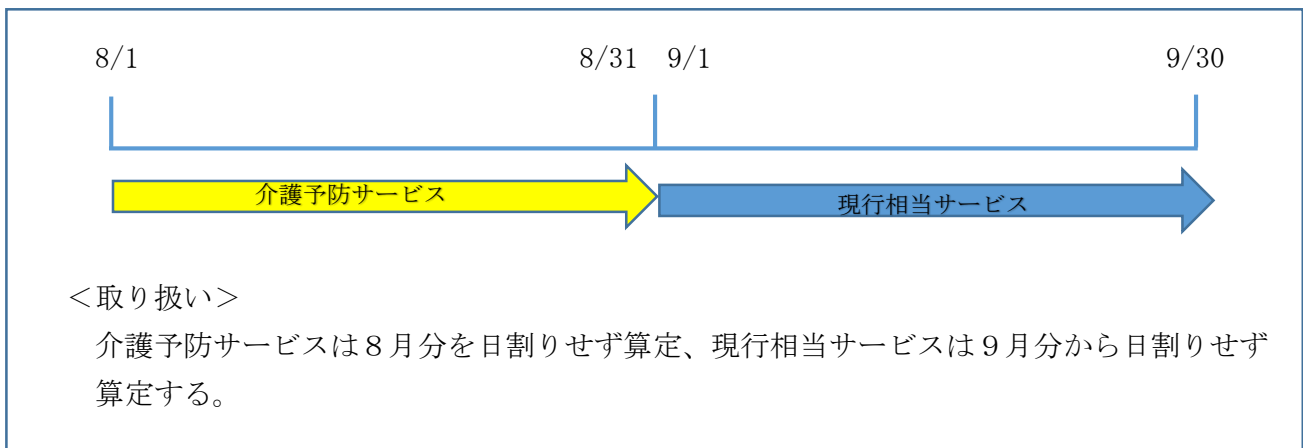 8/1 8/31 9/1 9/30
介護予防サービス
現行相当サービス
＜取り扱い＞
介護予防サービスは８月分を日割りせず算定、現行相当サービスは９月分から日割りせず
算定する。